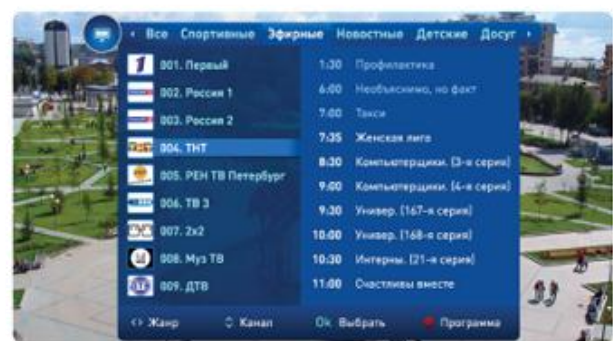 Все Спортивные Эфирные Новостные Детские Досуг
001. Первый
002. Россия 1
003. Россия 2
004. ТНТ
005. РЕН ТВ Петербург
006. ТВ 3
007. 2x2
008. Муз ТВ
009. ДТВ
1:30 Профилактика
6:00 Необъяснимо, но факт
7:00 Такси
7:35 Женская лига
8:30 Компьютерщики. (3-я серия)
9:00 Компьютерщики. (4-я серия)
9:30 Универ. (167-я серия)
10:00 Универ. (168-я серия)
10:30 Интерны. (21-я серия)
11:00 Счастливы вместе
Жанр Канал Ok Выбрать Программа